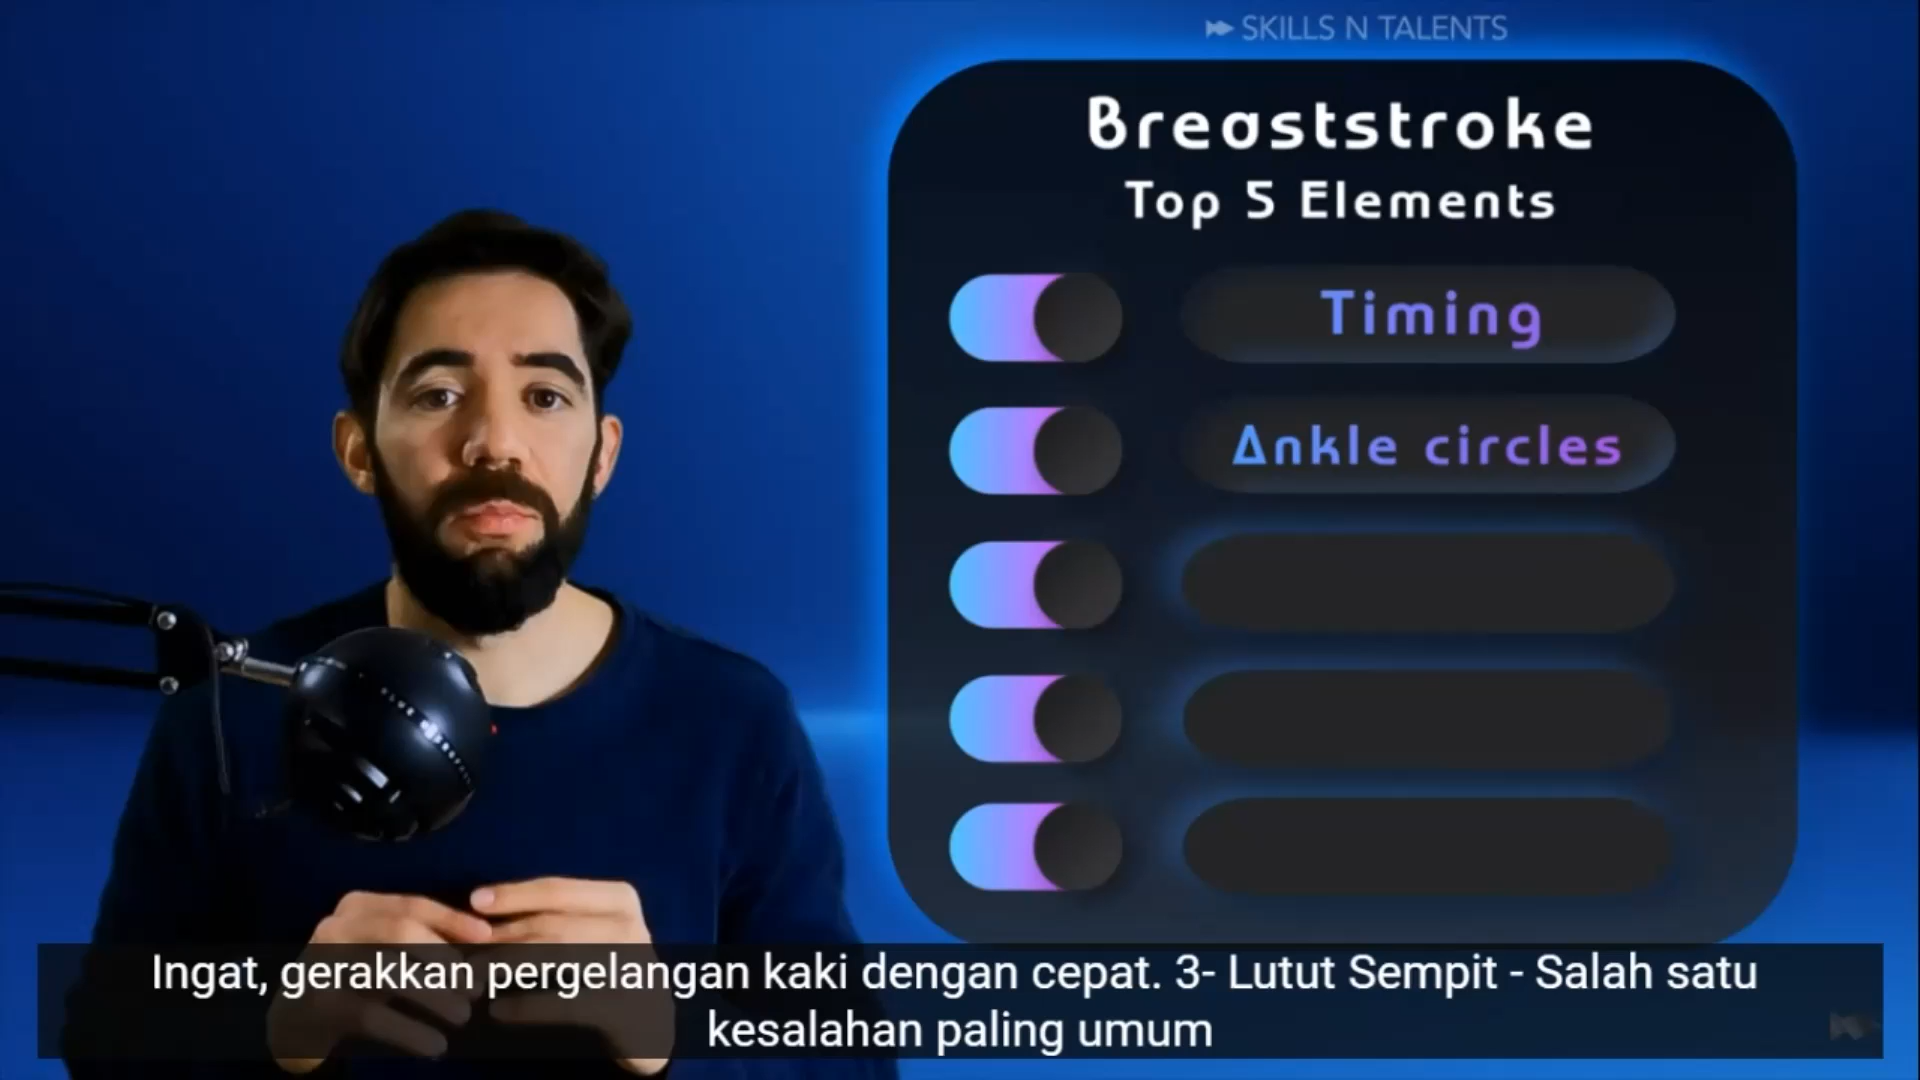 SKILLS N TALENTS
Breaststroke
Top 5 Elements
Timing
Ankle circles
Ingat, gerakkan pergelangan kaki dengan cepat. 3- Lutut Sempit - Salah satu
kesalahan paling umum